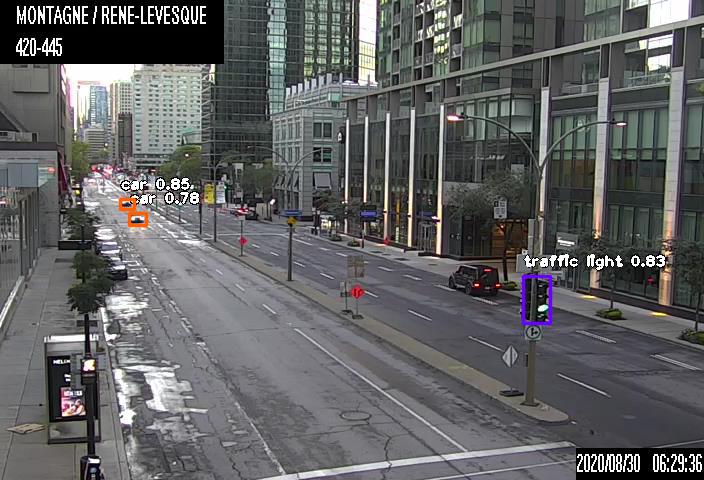 MONTAGNE / RENE-LEVESQUE
420-445
car 0.85
car 0.78
traffic light 0.83
2020/08/30 06:29:36